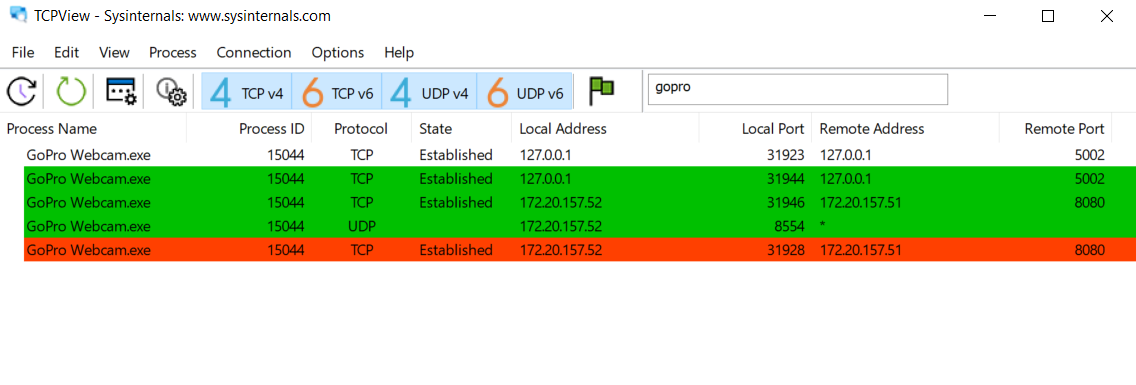 TCPView - Sysinternals: www.sysinternals.com
File Edit View Process Connection Options Help
4 TCP v4 6 TCP v6 4 UDP v4 6 UDP v6 gopro
Process Name Process ID Protocol State Local Address Local Port Remote Address Remote Port
GoPro Webcam.exe 15044 TCP Established 127.0.0.1 31923 127.0.0.1 5002
GoPro Webcam.exe 15044 TCP Established 127.0.0.1 31944 127.0.0.1 5002
GoPro Webcam.exe 15044 TCP Established 172.20.157.52 31946 172.20.157.51 8080
GoPro Webcam.exe 15044 UDP 172.20.157.52 8554 *
GoPro Webcam.exe 15044 TCP Established 172.20.157.52 31928 172.20.157.51 8080